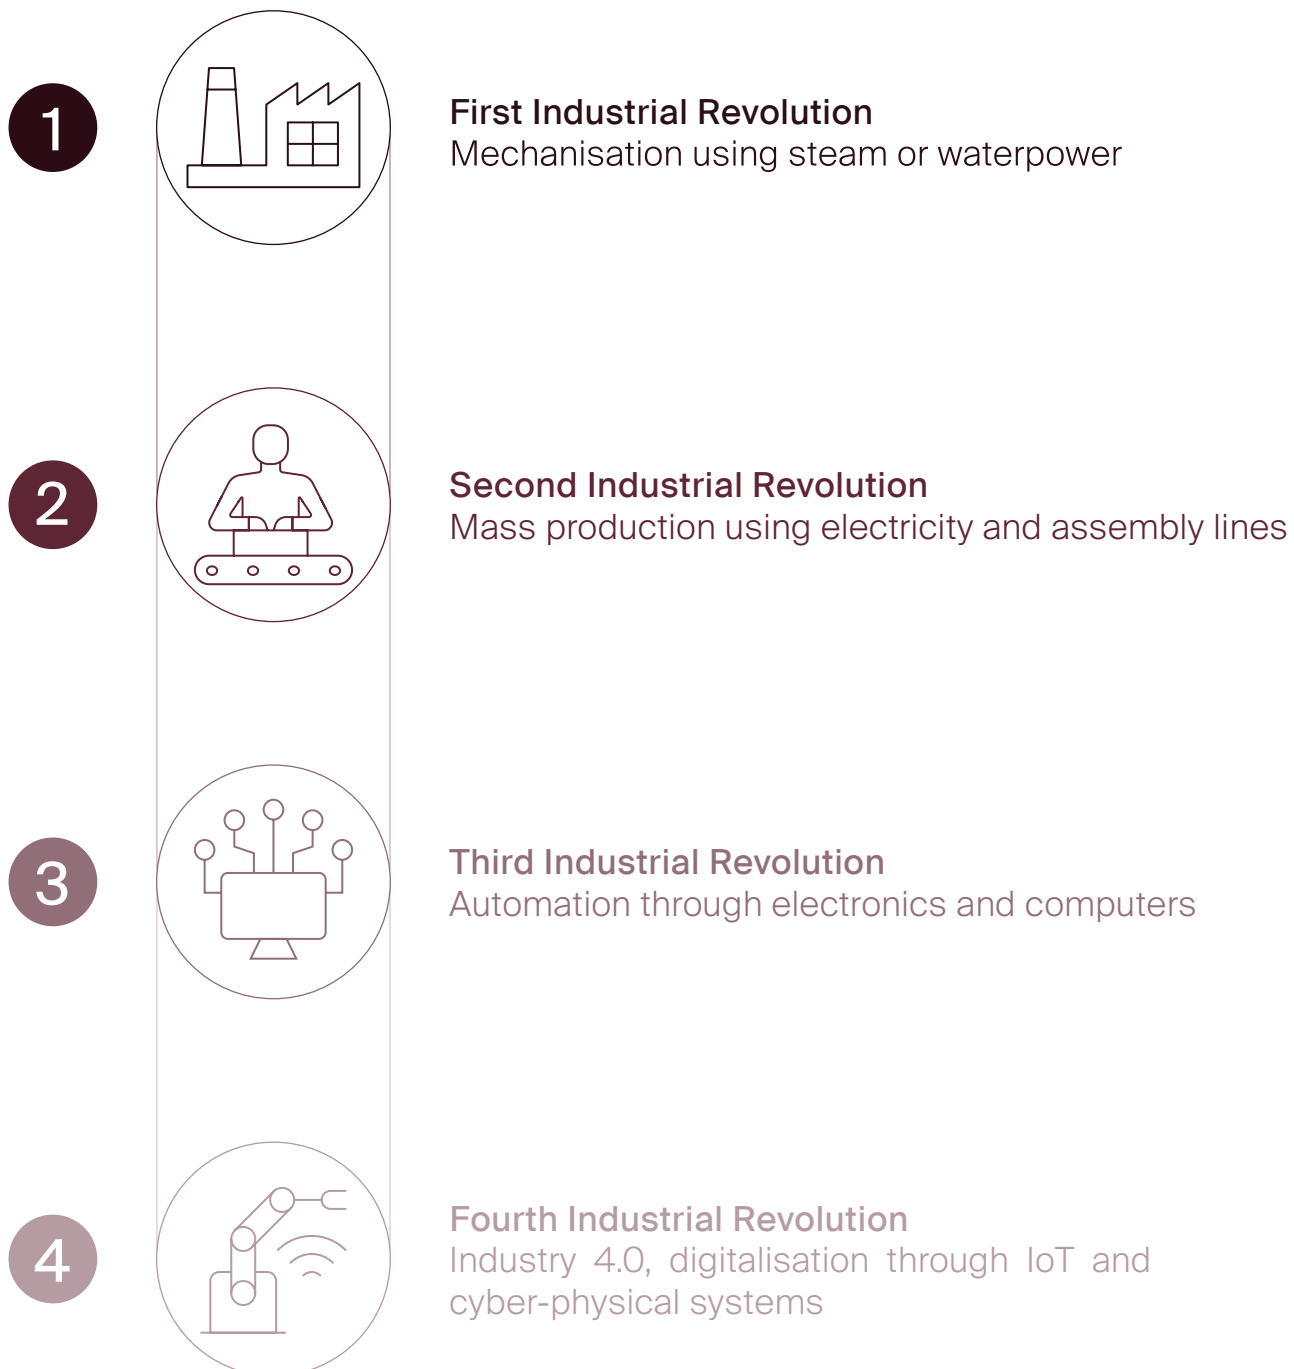 1
First Industrial Revolution
Mechanisation using steam or waterpower
2
Second Industrial Revolution
Mass production using electricity and assembly lines
3
Third Industrial Revolution
Automation through electronics and computers
4
Fourth Industrial Revolution
Industry 4.0, digitalisation through IoT and
cyber-physical systems